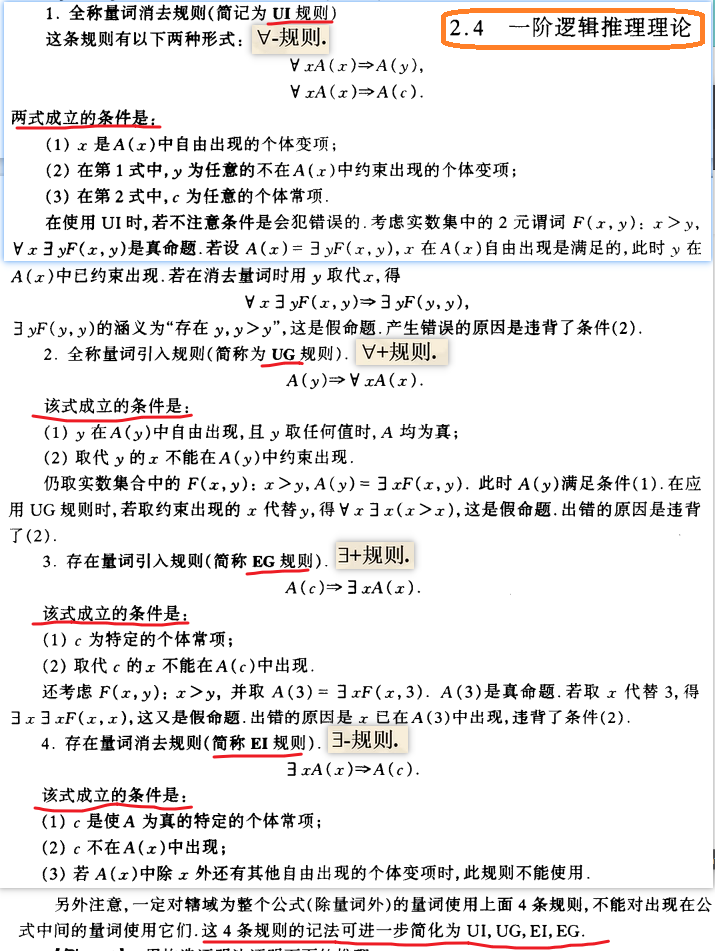 1. 全称量词消去规则(简记为 UI 规则)
2.4 一阶逻辑推理理论
这条规则有以下两种形式: ∀-规则.
∀xA(x)⇒A(y),
∀xA(x)⇒A(c).
两式成立的条件是:
(1) x 是A(x)中自由出现的个体变项;
(2) 在第1式中,y 为任意的不在A(x)中约束出现的个体变项;
(3) 在第2式中,c 为任意的个体常项.
在使用 UI 时,若不注意条件是会犯错误的.考虑实数集中的2元谓词 F(x,y): x>y,
∀x∃yF(x,y)是真命题.若设 A(x)=∃yF(x,y),x 在A(x)自由出现是满足的,此时 y 在
A(x)中已约束出现.若在消去量词时用 y 取代x,得
∀x∃yF(x,y)⇒∃yF(y,y),
∃yF(y,y)的涵义为“存在 y,y>y”,这是假命题.产生错误的原因是违背了条件(2).
2. 全称量词引入规则(简称为 UG 规则). ∀+规则.
A(y)⇒∀xA(x).
该式成立的条件是:
(1) y 在A(y)中自由出现,且 y 取任何值时,A 均为真;
(2) 取代 y 的x 不能在A(y)中约束出现.
仍取实数集合中的 F(x,y): x>y,A(y)=∃xF(x,y). 此时 A(y)满足条件(1).在应
用 UG 规则时,若取约束出现的 x 代替y,得∀x∃x(x>x),这是假命题.出错的原因是违背
了(2).
3. 存在量词引入规则(简称 EG 规则). ∃+规则.
A(c)⇒∃xA(x).
该式成立的条件是:
(1) c 为特定的个体常项;
(2) 取代 c 的x 不能在A(c)中出现.
还考虑 F(x,y): x>y, 并取 A(3)=∃xF(x,3). A(3)是真命题.若取 x 代替 3,得
∃x∃xF(x,x),这又是假命题.出错的原因是 x 已在A(3)中出现,违背了条件(2).
4. 存在量词消去规则(简称 EI 规则). ∃-规则.
∃xA(x)⇒A(c).
该式成立的条件是:
(1) c 是使A 为真的特定的个体常项;
(2) c 不在A(x)中出现;
(3) 若 A(x)中除 x 外还有其他自由出现的个体变项时,此规则不能使用.
另外注意,一定对辖域为整个公式(除量词外)的量词使用上面4条规则,不能对出现在公
式中间的量词使用它们.这4条规则的记法可进一步简化为 UI, UG, EI, EG.